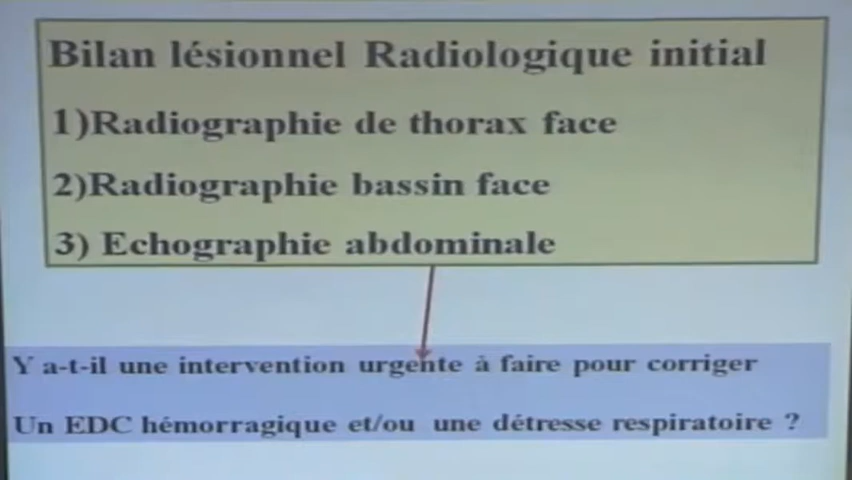 Bilan lésionnel Radiologique initial
1)Radiographie de thorax face
2)Radiographie bassin face
3) Echographie abdominale
Y a-t-il une intervention urgente à faire pour corriger
Un EDC hémorragique et/ou une détresse respiratoire ?